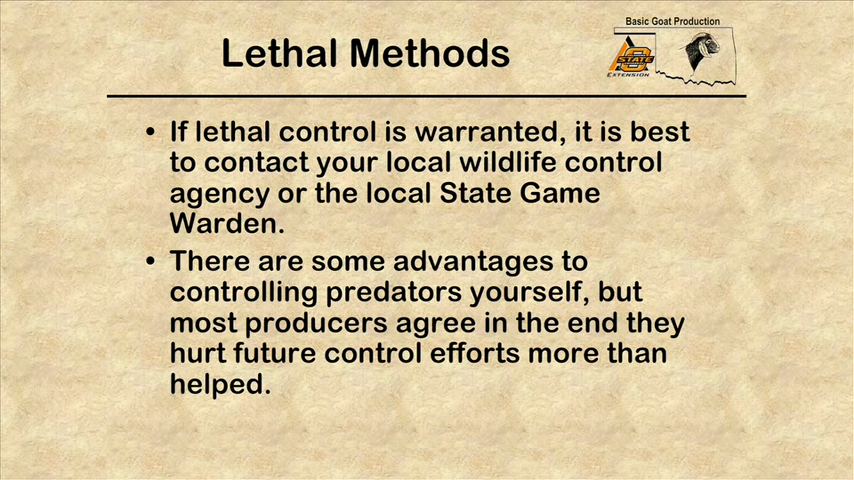 Basic Goat Production
Lethal Methods
STATE
EXTENSION
• If lethal control is warranted, it is best
to contact your local wildlife control
agency or the local State Game
Warden.
• There are some advantages to
controlling predators yourself, but
most producers agree in the end they
hurt future control efforts more than
helped.